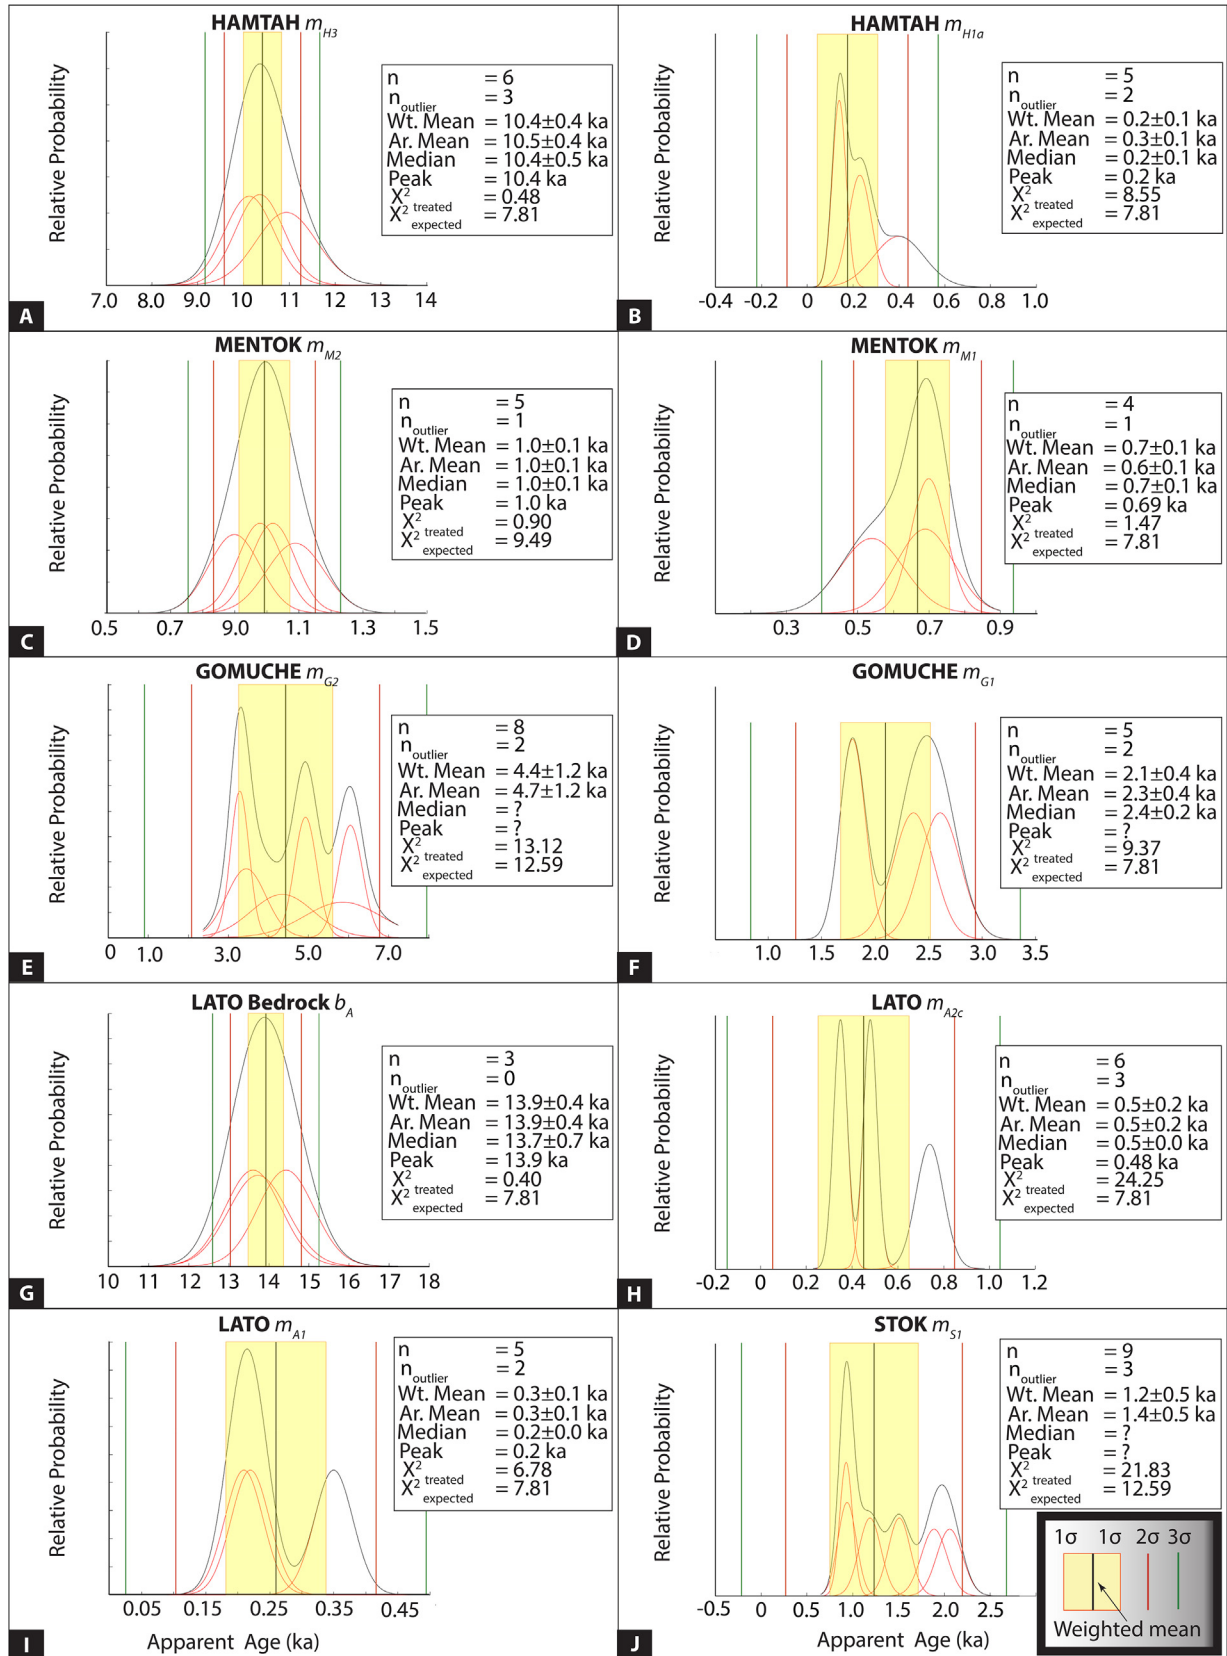 HAMTAH m H3
Relative Probability
n = 6
n outlier = 3
Wt. Mean = 10.4±0.4 ka
Ar. Mean = 10.5±0.4 ka
Median = 10.4±0.5 ka
Peak = 10.4 ka
X² treated = 0.48
X² expected = 7.81
7.0 8.0 9.0 10 11 12 13 14
A
HAMTAH m H1a
Relative Probability
n = 5
n outlier = 2
Wt. Mean = 0.2±0.1 ka
Ar. Mean = 0.3±0.1 ka
Median = 0.2±0.1 ka
Peak = 0.2 ka
X² treated = 8.55
X² expected = 7.81
-0.4 -0.2 0 0.2 0.4 0.6 0.8 1.0
B
MENTOK m M2
Relative Probability
n = 5
n outlier = 1
Wt. Mean = 1.0±0.1 ka
Ar. Mean = 1.0±0.1 ka
Median = 1.0±0.1 ka
Peak = 1.0 ka
X² treated = 0.90
X² expected = 9.49
0.5 0.7 9.0 1.1 1.3 1.5
C
MENTOK m M1
Relative Probability
n = 4
n outlier = 1
Wt. Mean = 0.7±0.1 ka
Ar. Mean = 0.6±0.1 ka
Median = 0.7±0.1 ka
Peak = 0.69 ka
X² treated = 1.47
X² expected = 7.81
0.3 0.5 0.7 0.9
D
GOMUCHE m G2
Relative Probability
n = 8
n outlier = 2
Wt. Mean = 4.4±1.2 ka
Ar. Mean = 4.7±1.2 ka
Median = ?
Peak = ?
X² treated = 13.12
X² expected = 12.59
0 1.0 3.0 5.0 7.0
E
GOMUCHE m G1
Relative Probability
n = 5
n outlier = 2
Wt. Mean = 2.1±0.4 ka
Ar. Mean = 2.3±0.4 ka
Median = 2.4±0.2 ka
Peak = ?
X² treated = 9.37
X² expected = 7.81
1.0 1.5 2.0 2.5 3.0 3.5
F
LATO Bedrock b A
Relative Probability
n = 3
n outlier = 0
Wt. Mean = 13.9±0.4 ka
Ar. Mean = 13.9±0.4 ka
Median = 13.7±0.7 ka
Peak = 13.9 ka
X² treated = 0.40
X² expected = 7.81
10 11 12 13 14 15 16 17 18
G
LATO m A2c
Relative Probability
n = 6
n outlier = 3
Wt. Mean = 0.5±0.2 ka
Ar. Mean = 0.5±0.2 ka
Median = 0.5±0.0 ka
Peak = 0.48 ka
X² treated = 24.25
X² expected = 7.81
-0.2 0 0.2 0.4 0.6 0.8 1.0 1.2
H
LATO m A1
Relative Probability
n = 5
n outlier = 2
Wt. Mean = 0.3±0.1 ka
Ar. Mean = 0.3±0.1 ka
Median = 0.2±0.0 ka
Peak = 0.2 ka
X² treated = 6.78
X² expected = 7.81
0.05 0.15 0.25 0.35 0.45
Apparent Age (ka)
I
STOK m S1
Relative Probability
n = 9
n outlier = 3
Wt. Mean = 1.2±0.5 ka
Ar. Mean = 1.4±0.5 ka
Median = ?
Peak = ?
X² treated = 21.83
X² expected = 12.59
-0.5 0 0.5 1.0 1.5 2.0 2.5
Apparent Age (ka)
J
1σ 1σ 2σ 3σ
Weighted mean